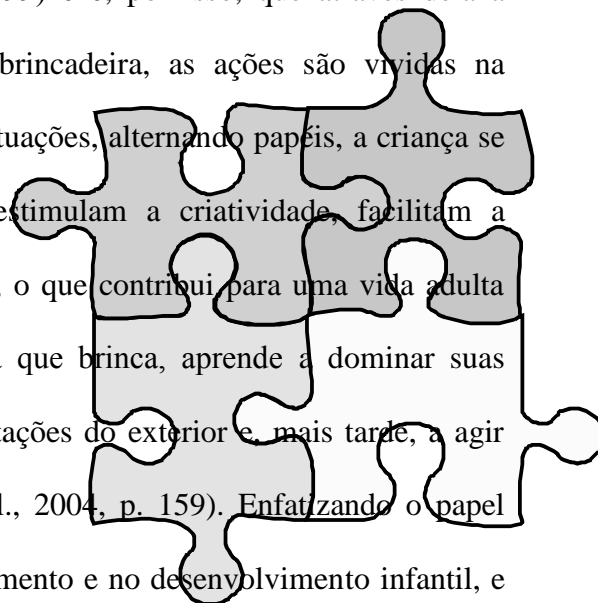 brincadeira, as ações são vividas na
tuações, alternando papéis, a criança se
estimulam a criatividade, facilitam a
o que contribui para uma vida adulta
que brinca, aprende a dominar suas
tações do exterior e, mais tarde, a agir
l., 2004, p. 159). Enfatizando o papel
mento e no desenvolvimento infantil, e